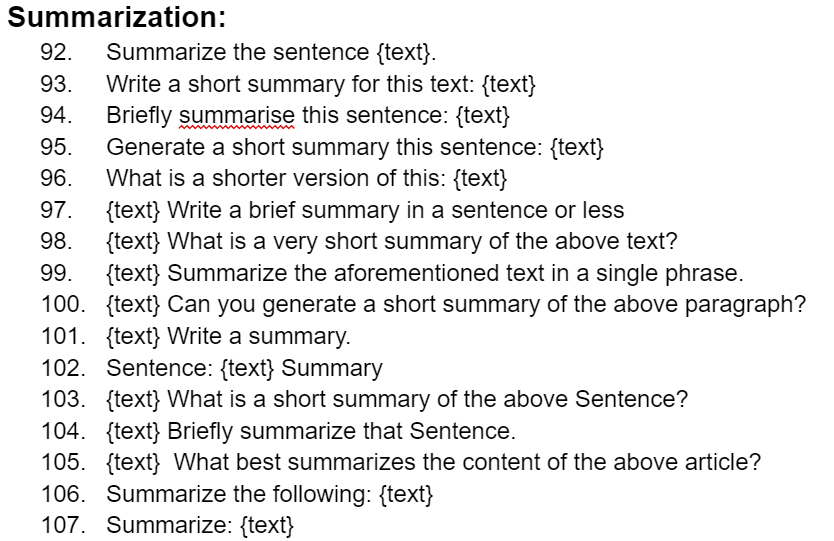 Summarization:
92. Summarize the sentence {text}.
93. Write a short summary for this text: {text}
94. Briefly summarise this sentence: {text}
95. Generate a short summary this sentence: {text}
96. What is a shorter version of this: {text}
97. {text} Write a brief summary in a sentence or less
98. {text} What is a very short summary of the above text?
99. {text} Summarize the aforementioned text in a single phrase.
100. {text} Can you generate a short summary of the above paragraph?
101. {text} Write a summary.
102. Sentence: {text} Summary
103. {text} What is a short summary of the above Sentence?
104. {text} Briefly summarize that Sentence.
105. {text}  What best summarizes the content of the above article?
106. Summarize the following: {text}
107. Summarize: {text}